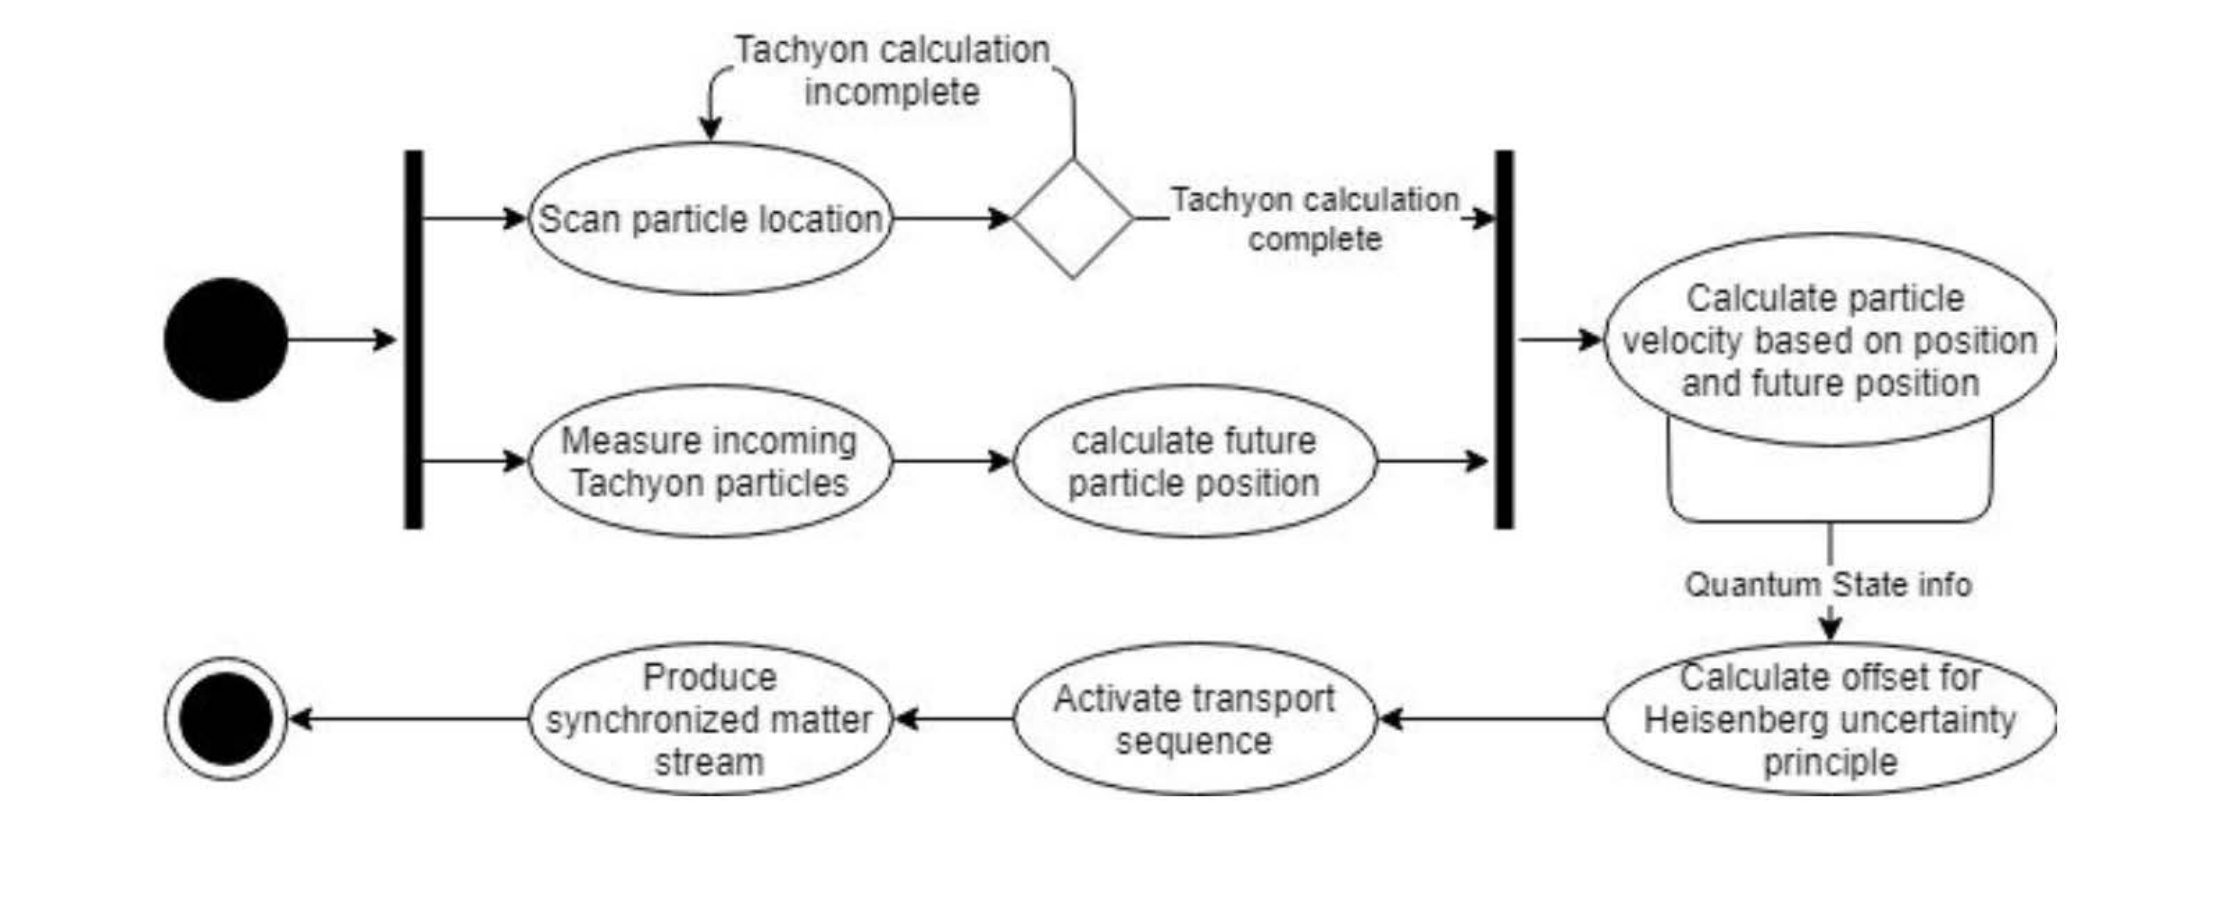 Tachyon calculation
incomplete
Scan particle location
Tachyon calculation
complete
Calculate particle
velocity based on position
and future position
Measure incoming
Tachyon particles
calculate future
particle position
Quantum State info
Produce
synchronized matter
stream
Activate transport
sequence
Calculate offset for
Heisenberg uncertainty
principle